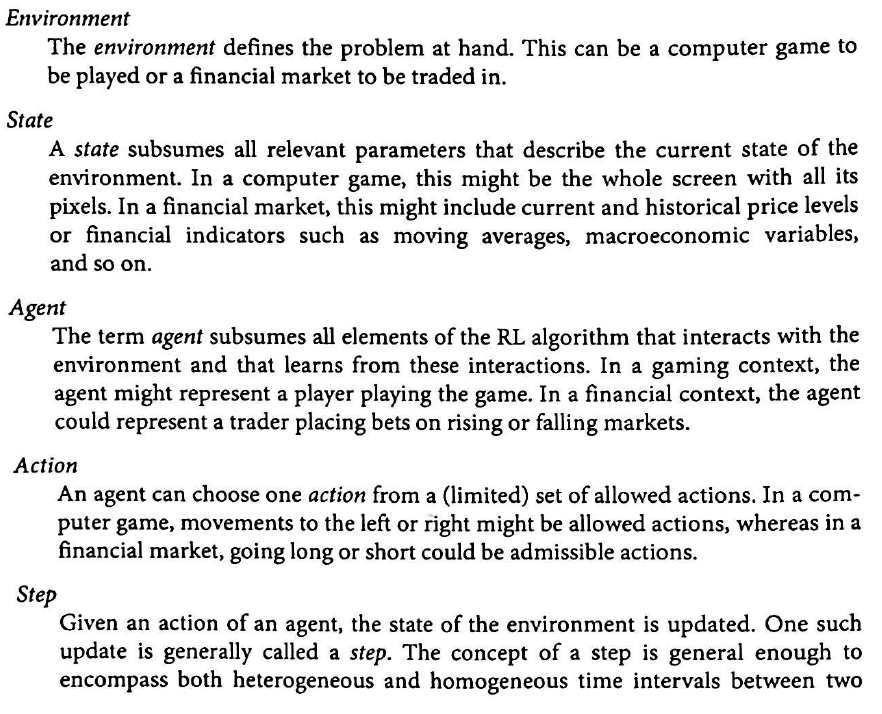 Environment
The environment defines the problem at hand. This can be a computer game to
be played or a financial market to be traded in.
State
A state subsumes all relevant parameters that describe the current state of the
environment. In a computer game, this might be the whole screen with all its
pixels. In a financial market, this might include current and historical price levels
or financial indicators such as moving averages, macroeconomic variables,
and so on.
Agent
The term agent subsumes all elements of the RL algorithm that interacts with the
environment and that learns from these interactions. In a gaming context, the
agent might represent a player playing the game. In a financial context, the agent
could represent a trader placing bets on rising or falling markets.
Action
An agent can choose one action from a (limited) set of allowed actions. In a com-
puter game, movements to the left or right might be allowed actions, whereas in a
financial market, going long or short could be admissible actions.
Step
Given an action of an agent, the state of the environment is updated. One such
update is generally called a step. The concept of a step is general enough to
encompass both heterogeneous and homogeneous time intervals between two